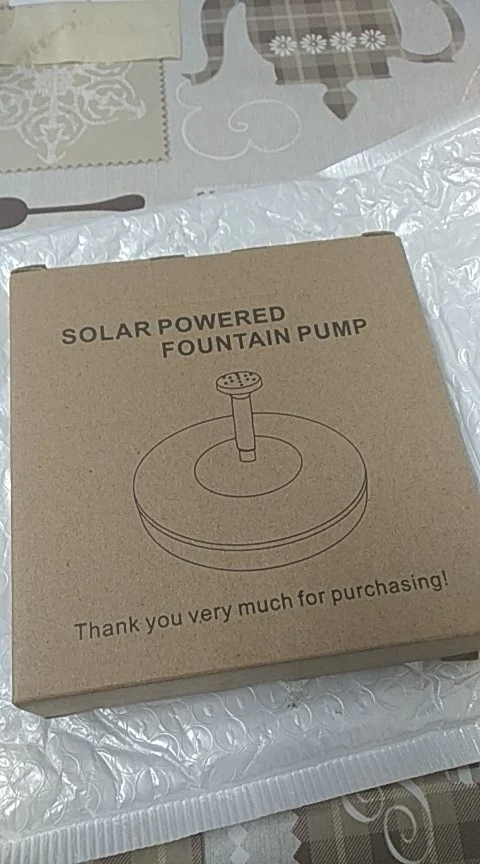 SOLAR POWERED
FOUNTAIN PUMP
Thank you very much for purchasing!